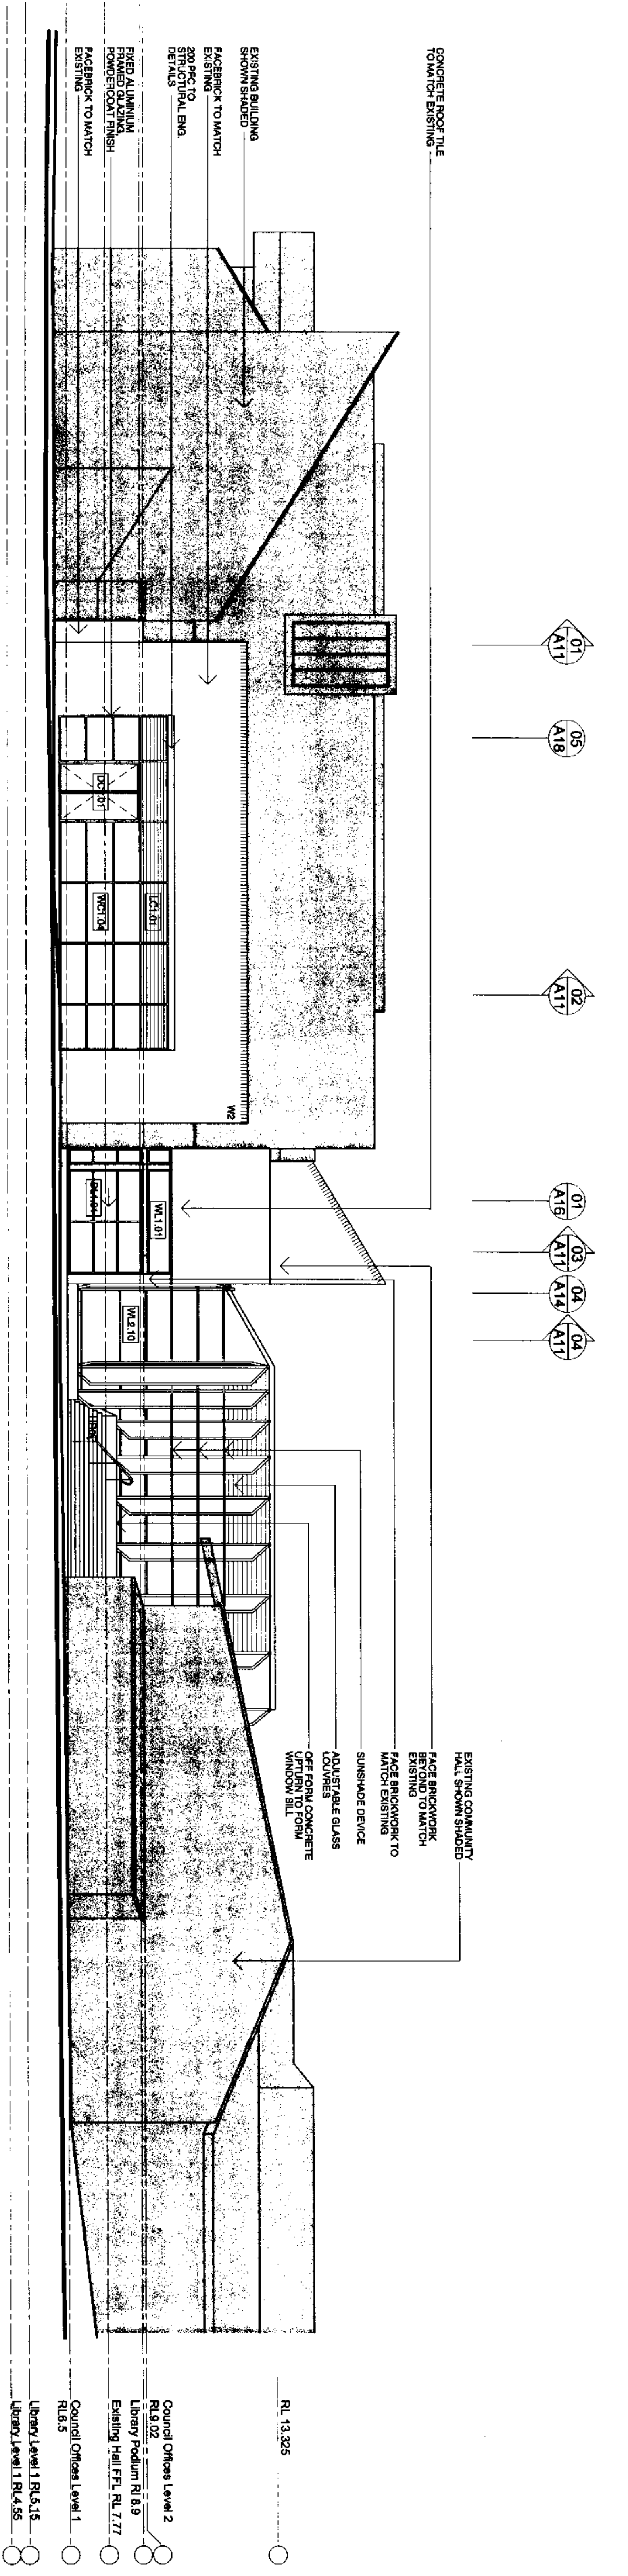 CONCRETE ROOF TILE
TO MATCH EXISTING
EXISTING BUILDING
SHOWN SHADED
FACEBRICK TO MATCH
EXISTING
200 PFC TO
STRUCTURAL ENG.
DETAILS
FIXED ALUMINIUM
FRAMED GLAZING,
POWDERCOAT FINISH
FACEBRICK TO MATCH
EXISTING
01
A11
05
A18
02
A11
01
A16
03
A11
04
A14
04
A11
LC1.01
WC1.04
W2
WL1.01
WL2.10
EXISTING COMMUNITY
HALL SHOWN SHADED
FACE BRICKWORK
BEYOND TO MATCH
EXISTING
FACE BRICKWORK TO
MATCH EXISTING
SUNSHADE DEVICE
ADJUSTABLE GLASS
LOUVRES
OFF FORM CONCRETE
UPTURN TO FORM
WINDOW SILL
RL 13.325
Council Offices Level 2
RL9.02
Library Podium Rl 8.9
Existing Hall FFL RL 7.77
Council Offices Level 1
RL6.5
Library Level 1 RL5.15
Library Level 1 RL4.55